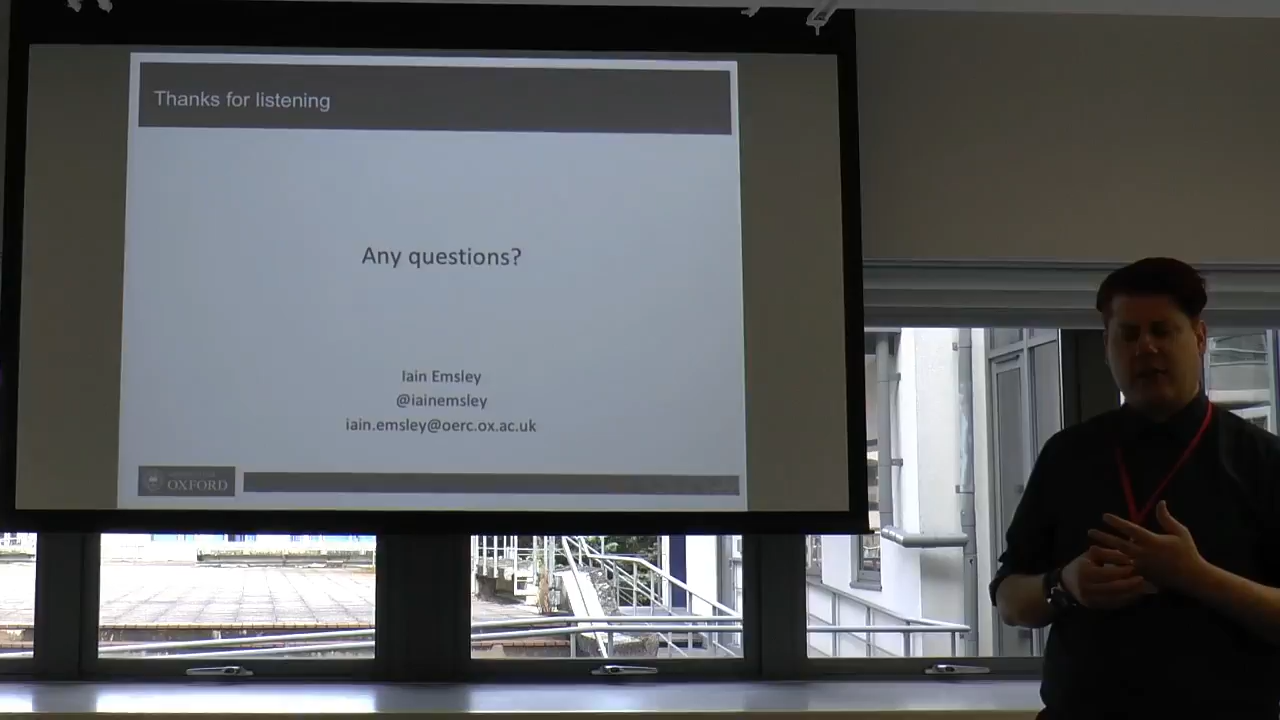 Thanks for listening
Any questions?
Iain Emsley
@iainemsley
iain.emsley@oerc.ox.ac.uk
OXFORD